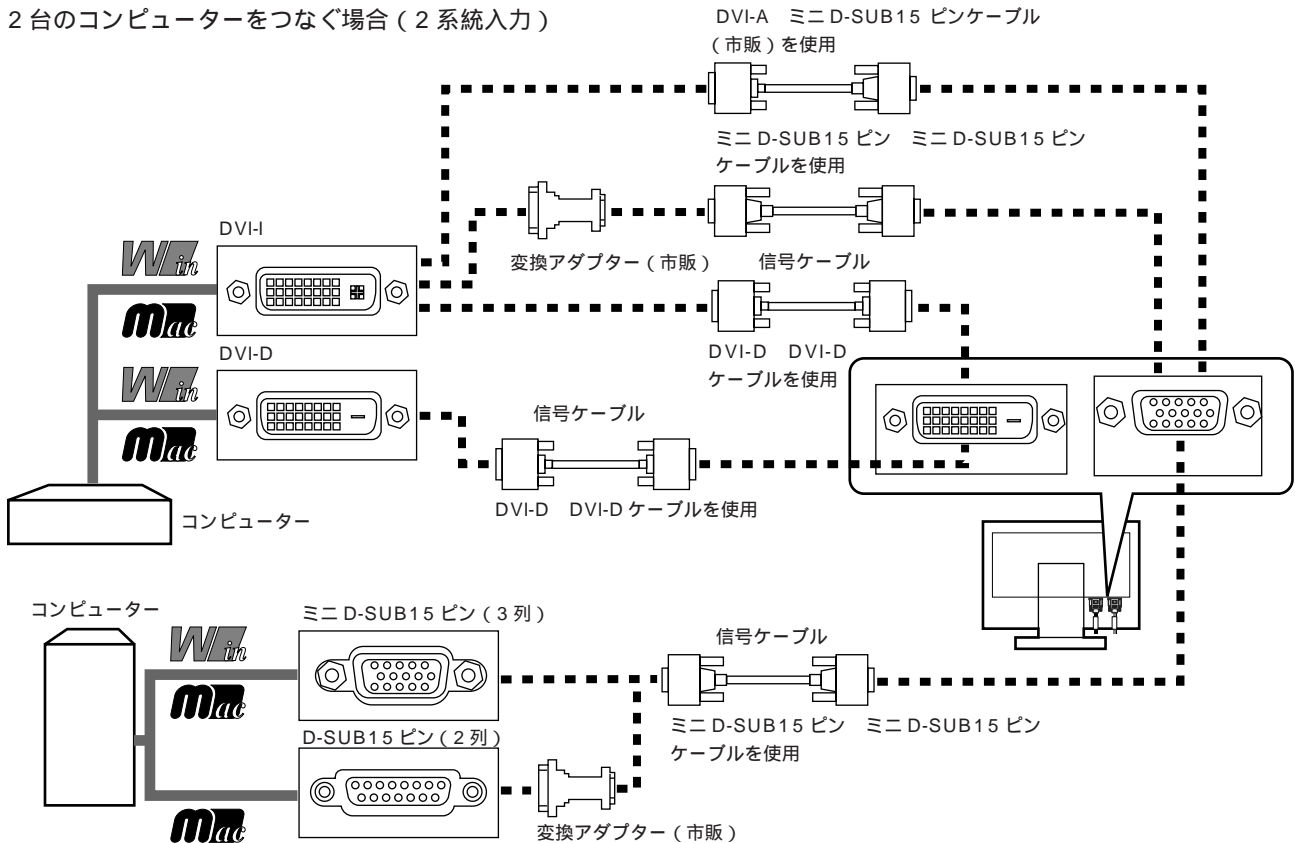 2台のコンピューターをつなぐ場合(2系統入力)
DVI-A ミニD-SUB15ピンケーブル
(市販)を使用
ミニD-SUB15ピン ミニD-SUB15ピン
ケーブルを使用
DVI-I
Win
Mac
変換アダプター(市販)
信号ケーブル
DVI-D DVI-D
ケーブルを使用
DVI-D
Win
Mac
信号ケーブル
DVI-D DVI-Dケーブルを使用
コンピューター
コンピューター
ミニD-SUB15ピン(3列)
Win
Mac
信号ケーブル
ミニD-SUB15ピン ミニD-SUB15ピン
ケーブルを使用
D-SUB15ピン(2列)
Mac
変換アダプター(市販)